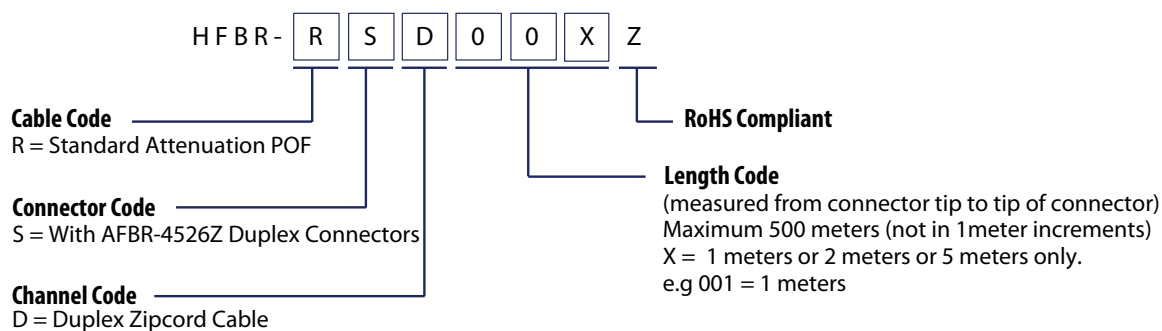 HFBR- R S D 0 0 X Z
Cable Code
R = Standard Attenuation POF
Connector Code
S = With AFBR-4526Z Duplex Connectors
Channel Code
D = Duplex Zipcord Cable
RoHS Compliant
Length Code
(measured from connector tip to tip of connector)
Maximum 500 meters (not in 1meter increments)
X =  1 meters or 2 meters or 5 meters only.
e.g 001 = 1 meters